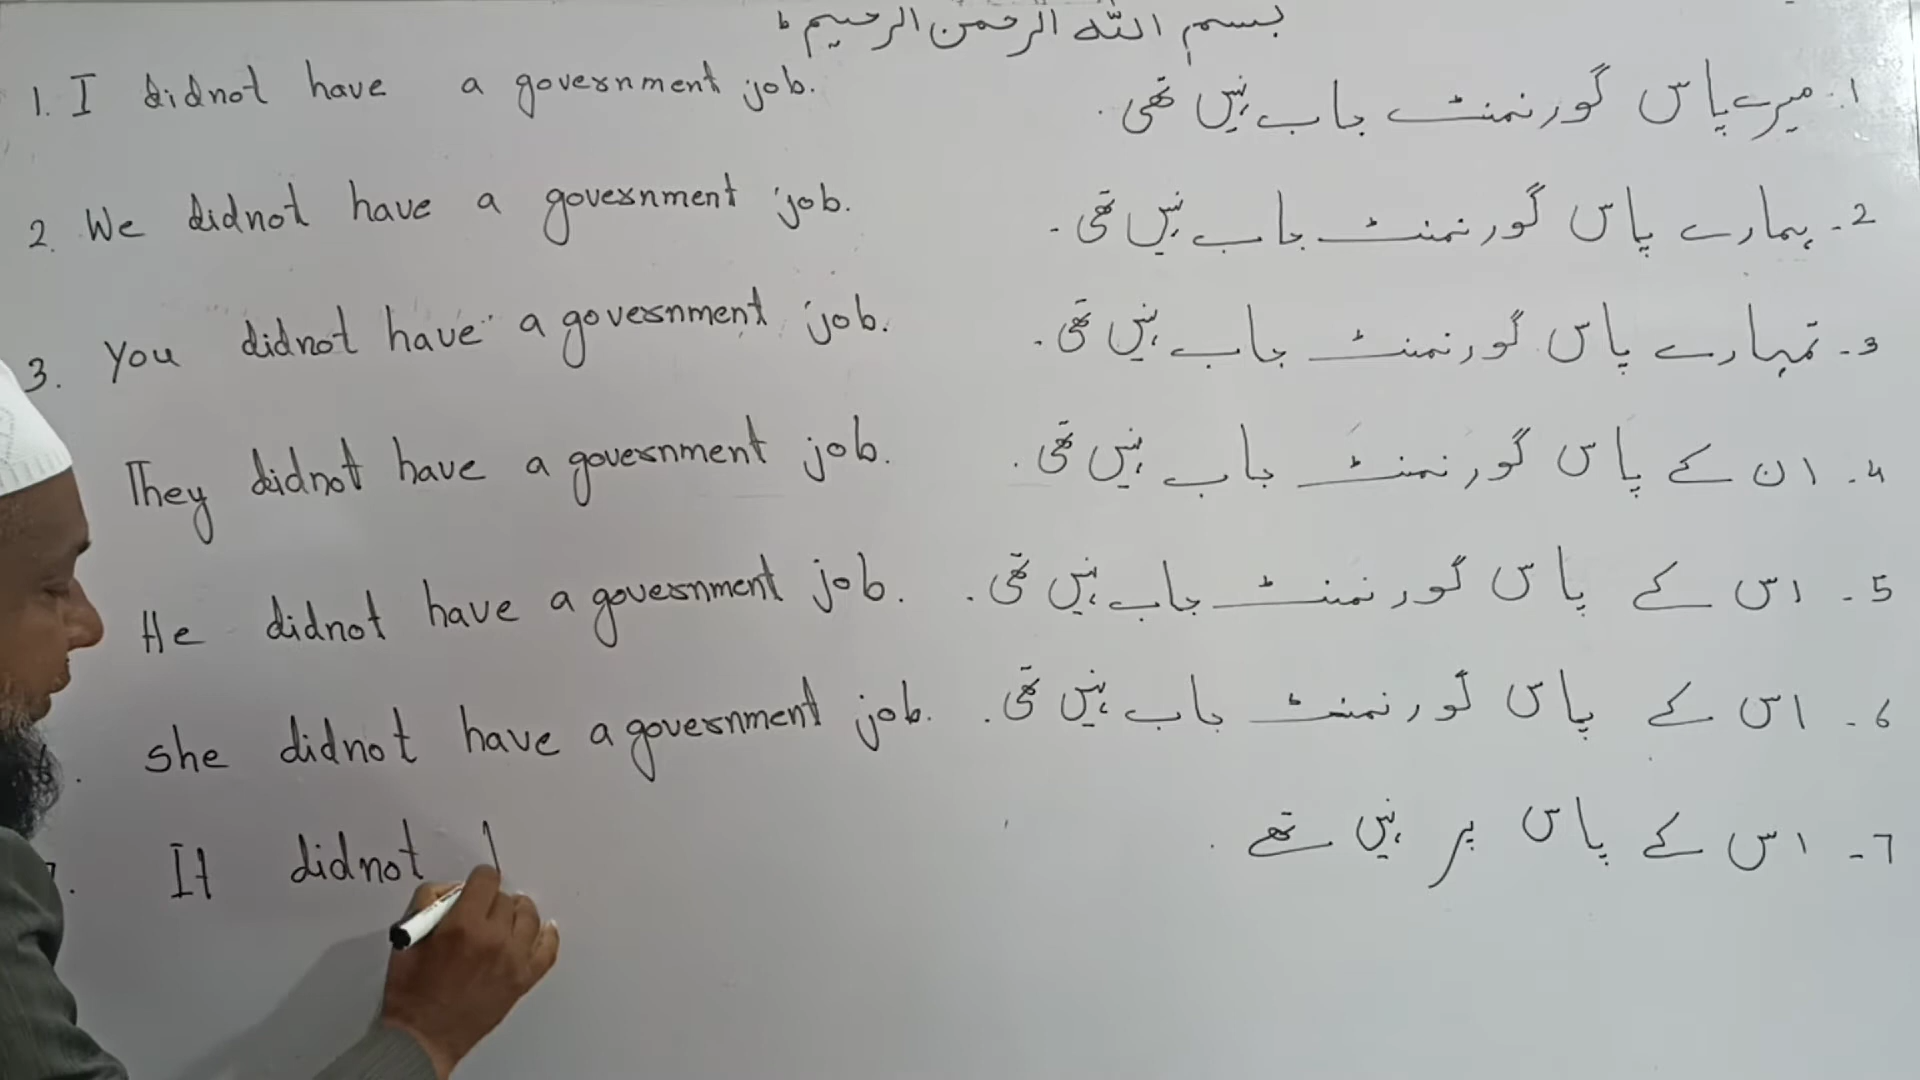 بسم اللہ الرحمن الرحیم ط
1. I didnot have a government job.
1. میرے پاس گورنمنٹ جاب نہیں تھی۔
2. We didnot have a government job.
2- ہمارے پاس گورنمنٹ جاب نہیں تھی۔
3. You didnot have a government job.
3- تمہارے پاس گورنمنٹ جاب نہیں تھی۔
They didnot have a government job.
4- ان کے پاس گورنمنٹ جاب نہیں تھی۔
He didnot have a government job.
5- اس کے پاس گورنمنٹ جاب نہیں تھی۔
6. She didnot have a government job.
6- اس کے پاس گورنمنٹ جاب نہیں تھی۔
It didnot
7- اس کے پاس پر نہیں تھے۔